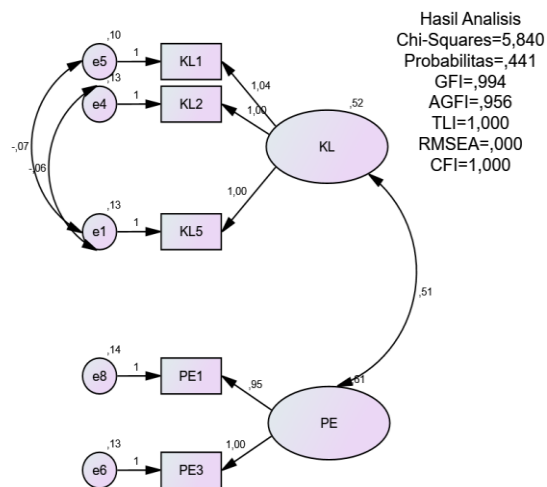 Hasil Analisis
Chi-Squares=5,840
Probabilitas=,441
GFI=,994
AGFI=,956
TLI=1,000
RMSEA=,000
CFI=1,000
,10
e5
1
KL1
,13
e4
1
KL2
1,04
1,00
,52
KL
-,07
-,06
,13
e1
1
KL5
1,00
,51
,14
e8
1
PE1
,95
,61
PE
,13
e6
1
PE3
1,00